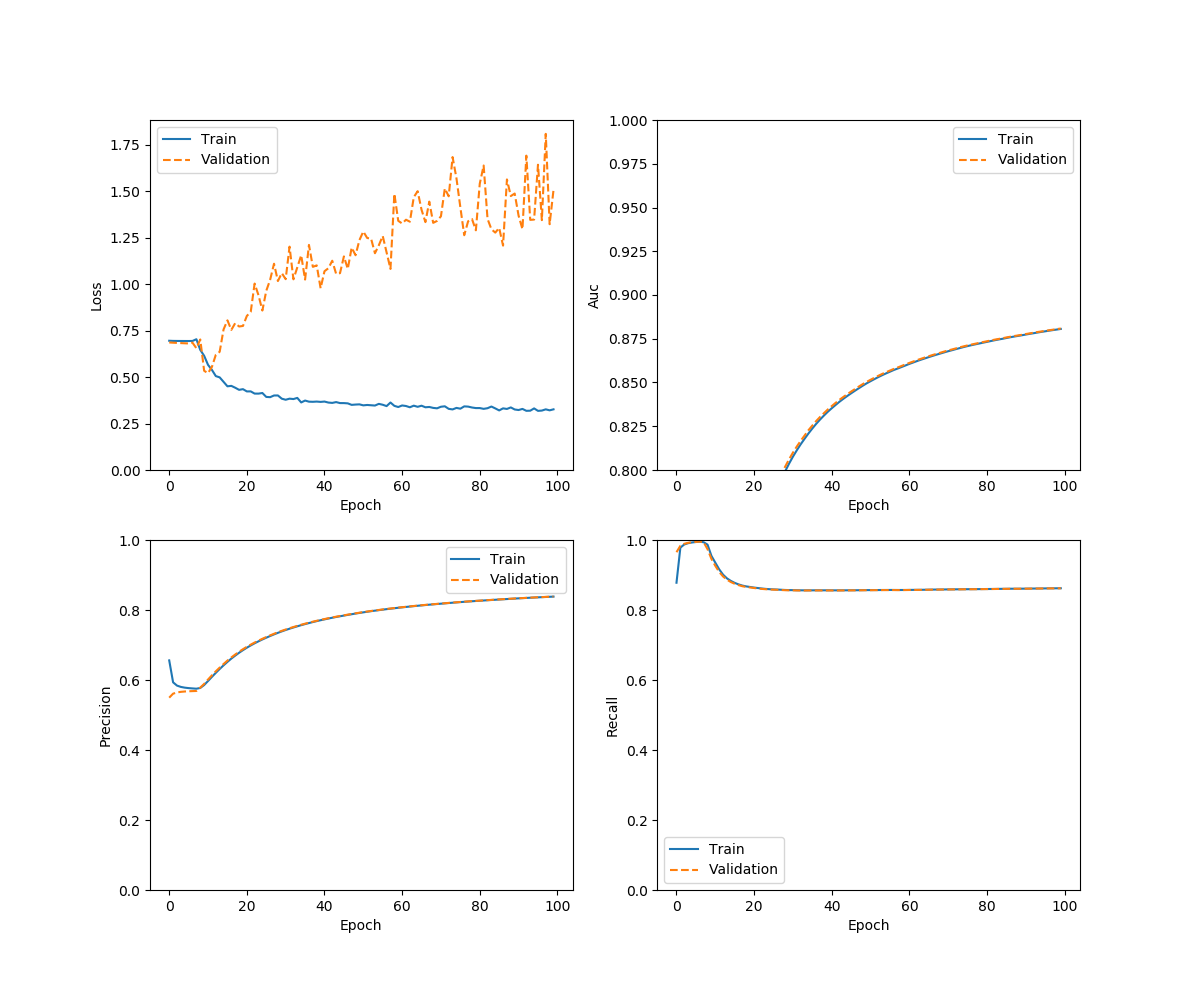 Train
Validation
1.75
1.50
1.25
1.00
0.75
0.50
0.25
0.00
Loss
0 20 40 60 80 100
Epoch
Train
Validation
1.000
0.975
0.950
0.925
0.900
0.875
0.850
0.825
0.800
Auc
0 20 40 60 80 100
Epoch
Train
Validation
1.0
0.8
0.6
0.4
0.2
0.0
Precision
0 20 40 60 80 100
Epoch
1.0
0.8
0.6
0.4
0.2
0.0
Recall
Train
Validation
0 20 40 60 80 100
Epoch